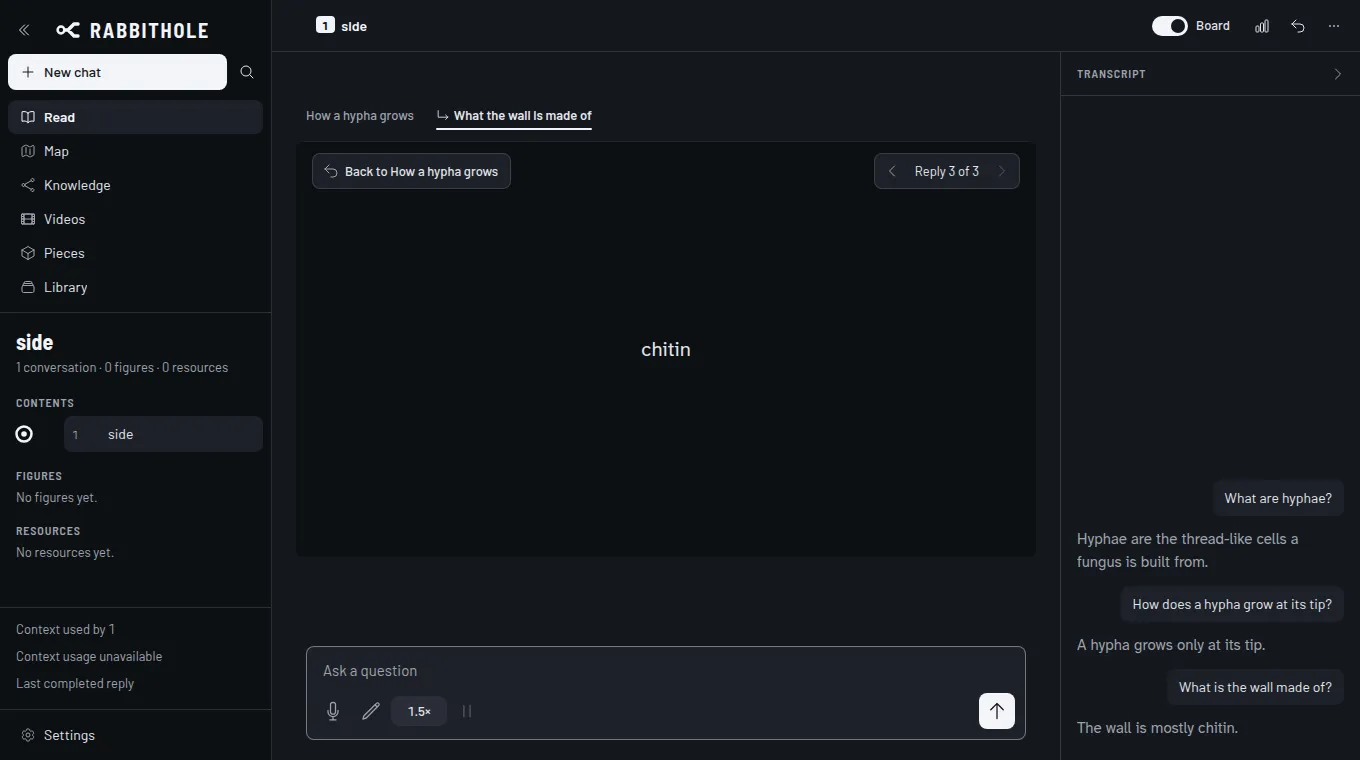 RABBITHOLE
New chat
Read
Map
Knowledge
Videos
Pieces
Library
side
1 conversation · 0 figures · 0 resources
CONTENTS
1 side
FIGURES
No figures yet.
RESOURCES
No resources yet.
Context used by 1
Context usage unavailable
Last completed reply
Settings
1 side
Board
How a hypha grows
What the wall is made of
Back to How a hypha grows
Reply 3 of 3
chitin
Ask a question
1.5×
TRANSCRIPT
What are hyphae?
Hyphae are the thread-like cells a
fungus is built from.
How does a hypha grow at its tip?
A hypha grows only at its tip.
What is the wall made of?
The wall is mostly chitin.